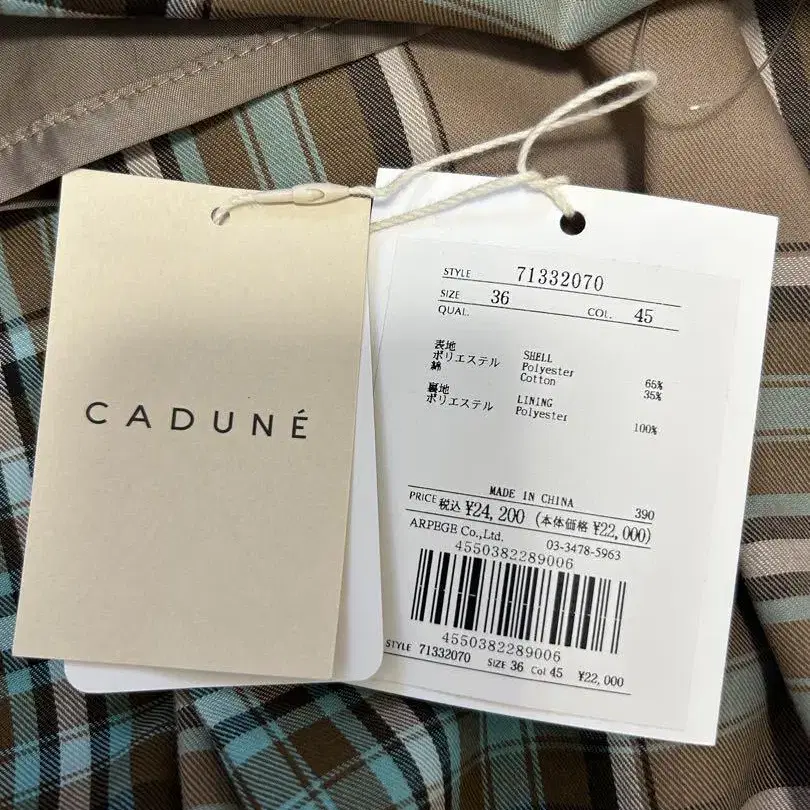 CADUNÉ
STYLE 71332070
SIZE 36 COL. 45
QUAL.
表地 SHELL
ポリエステル Polyester 65%
綿 Cotton 35%
裏地 LINING
ポリエステル Polyester 100%
MADE IN CHINA 390
PRICE 税込 ¥24,200 (本体価格 ¥22,000)
ARPEGE Co.,Ltd. 03-3478-5963
4550382289006
4550382289006
STYLE 71332070 SIZE 36 Col 45 ¥22,000